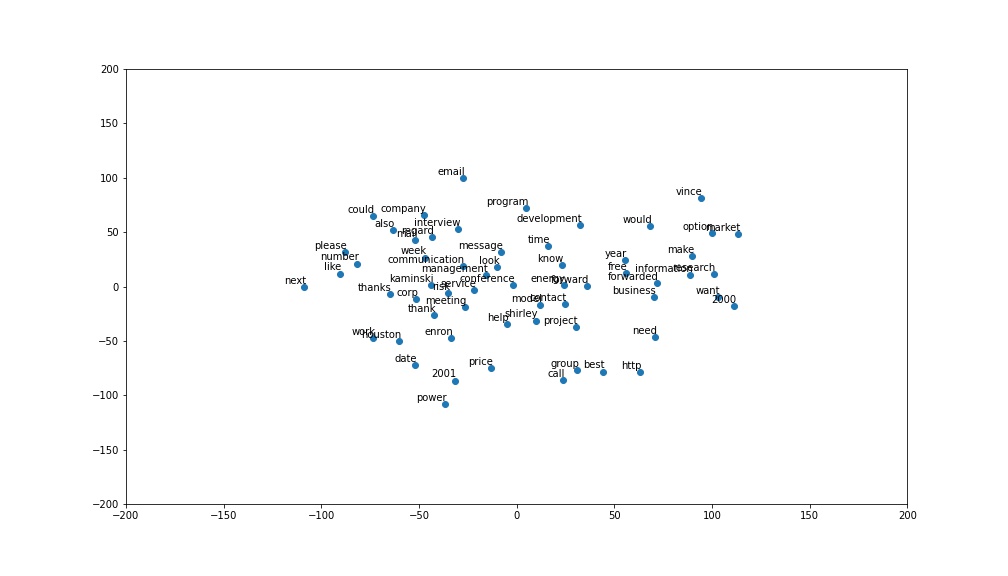 200
150
100
50
0
−50
−100
−150
−200
−200
−150
−100
−50
0
50
100
150
200
email
vince
program
could
company
development
would
also
interview
option
market
regard
mail
time
please
week
message
make
number
communication
look
know
year
like
management
free
information
research
next
kaminski
conference
energy
forward
forwarded
thanks
corp
risk
service
business
want
2000
meeting
model
contact
thank
help
shirley
project
work
houston
enron
need
date
price
group
best
http
2001
call
power